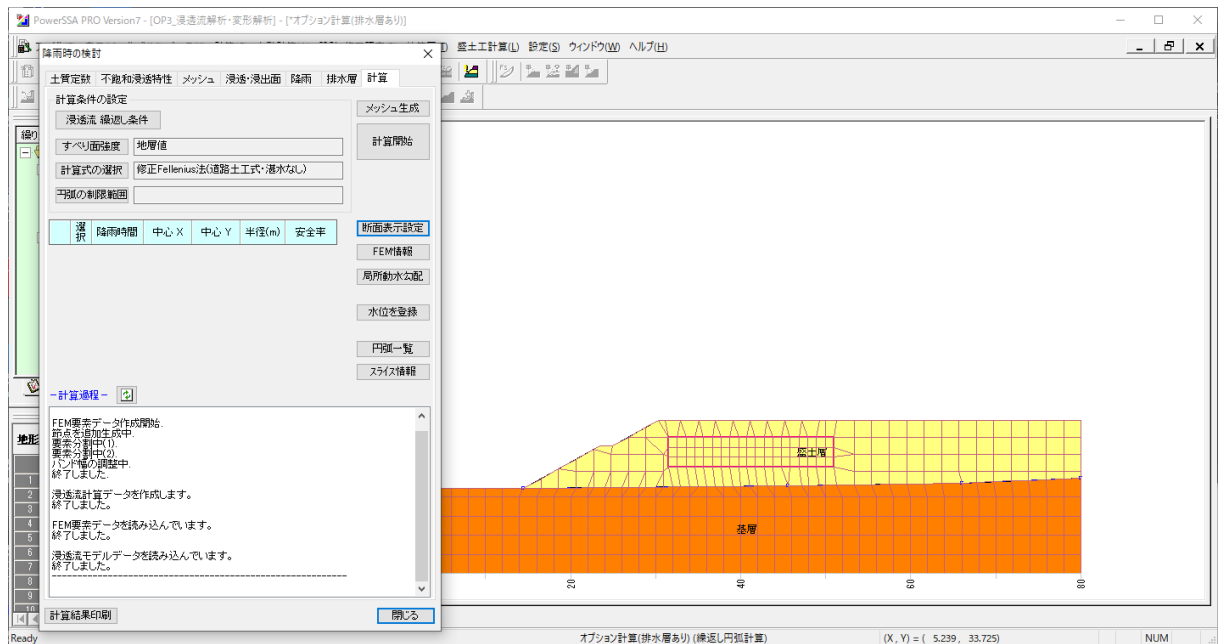 PowerSSA PRO Version7 - [OP3_浸透流解析・変形解析] - [*オプション計算(排水層あり)]
盛土工計算(L) 設定(S) ウィンドウ(W) ヘルプ(H)
降雨時の検討
土質定数 不飽和浸透特性 メッシュ 浸透・浸出面 降雨 排水層 計算
計算条件の設定
浸透流 繰返し条件
すべり面強度 地層値
計算式の選択 修正Fellenius法(道路土工式・湛水なし)
円弧の制限範囲
メッシュ生成
計算開始
選択 降雨時間 中心 X 中心 Y 半径(m) 安全率
断面表示設定
FEM情報
局所動水勾配
水位を登録
円弧一覧
スライス情報
-計算過程-
FEM要素データ作成開始.
節点を追加生成中.
要素分割中(1).
要素分割中(2).
バンド幅の調整中.
終了しました.
浸透流計算データを作成します。
終了しました。
FEM要素データを読み込んでいます。
終了しました。
浸透流モデルデータを読み込んでいます。
終了しました。
計算結果印刷
閉じる
繰り
地形
1
2
3
4
5
6
7
8
9
10
盛土層
基層
20
40
60
80
Ready
オプション計算(排水層あり) (繰返し円弧計算)
(X , Y) = ( 5.239 , 33.725)
NUM